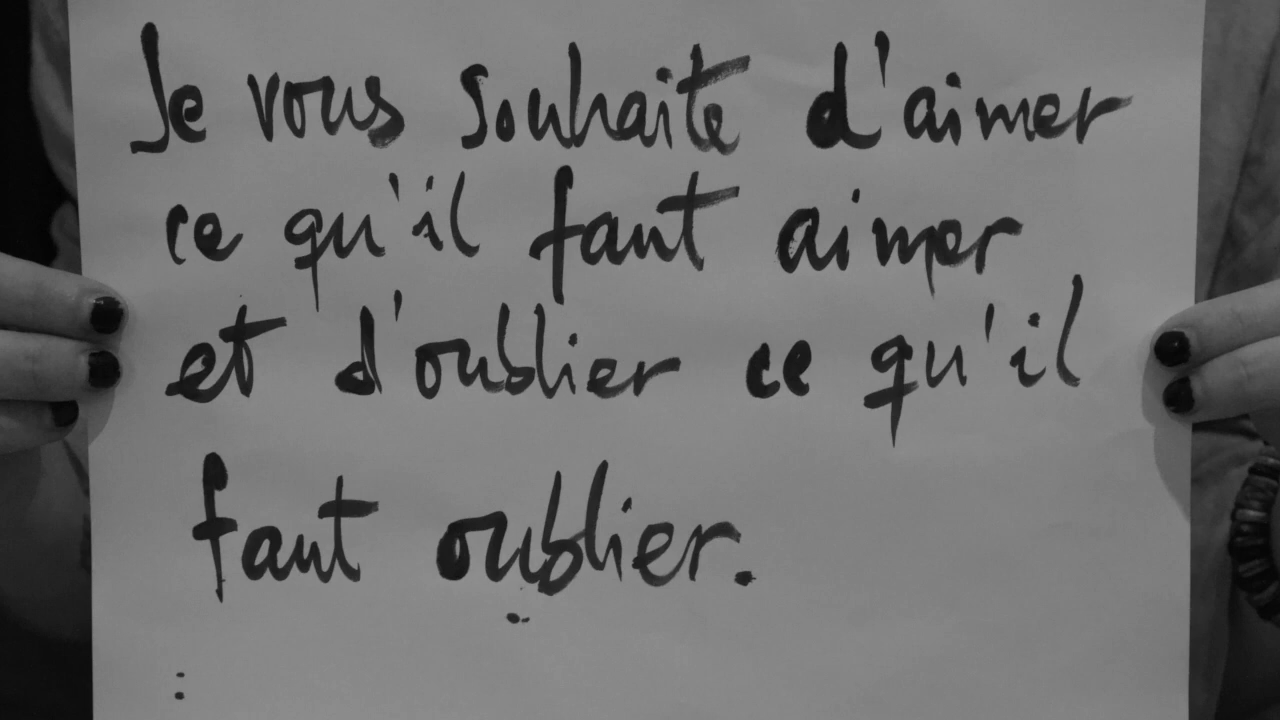 Je vous souhaite d'aimer
ce qu'il faut aimer
et d'oublier ce qu'il
faut oublier.